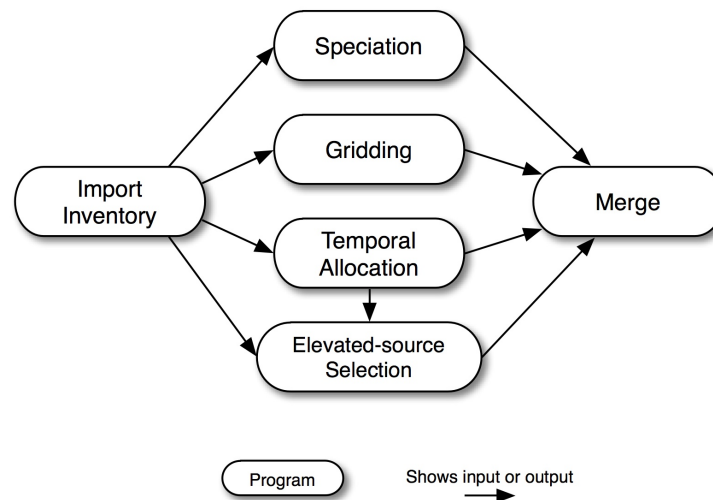 Speciation
Gridding
Import
Inventory
Merge
Temporal
Allocation
Elevated-source
Selection
Program
Shows input or output